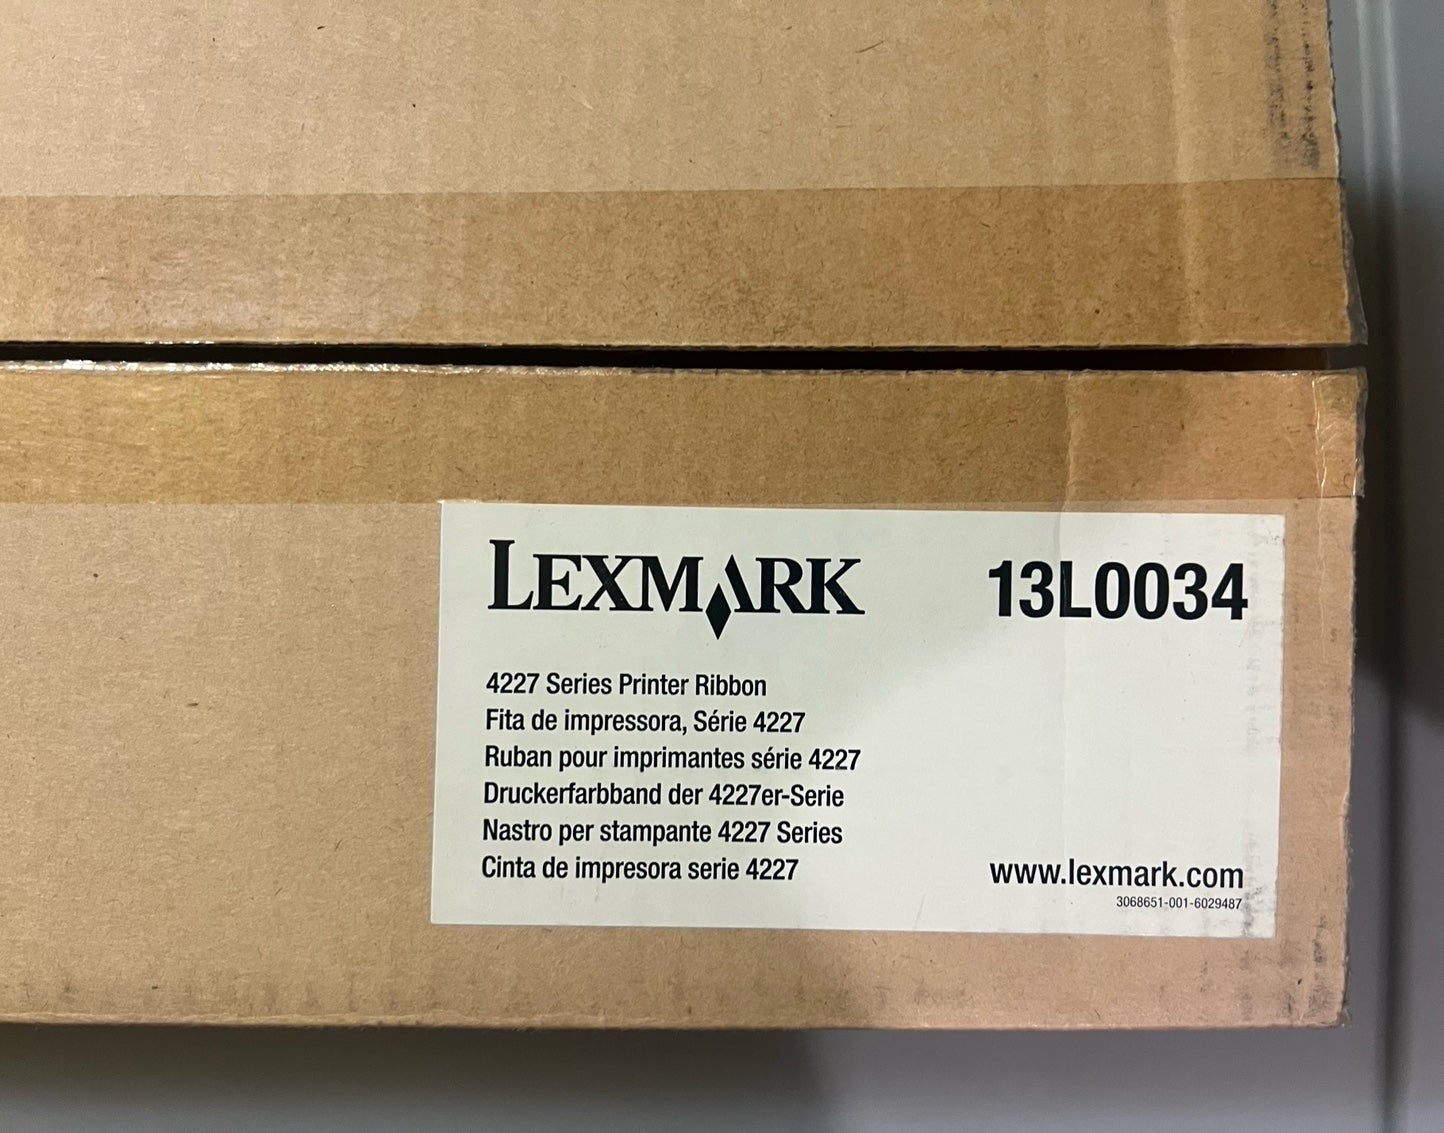 LEXMARK 13L0034
4227 Series Printer Ribbon
Fita de impressora, Série 4227
Ruban pour imprimantes série 4227
Druckerfarbband der 4227er-Serie
Nastro per stampante 4227 Series
Cinta de impresora serie 4227
www.lexmark.com
3068651-001-6029487